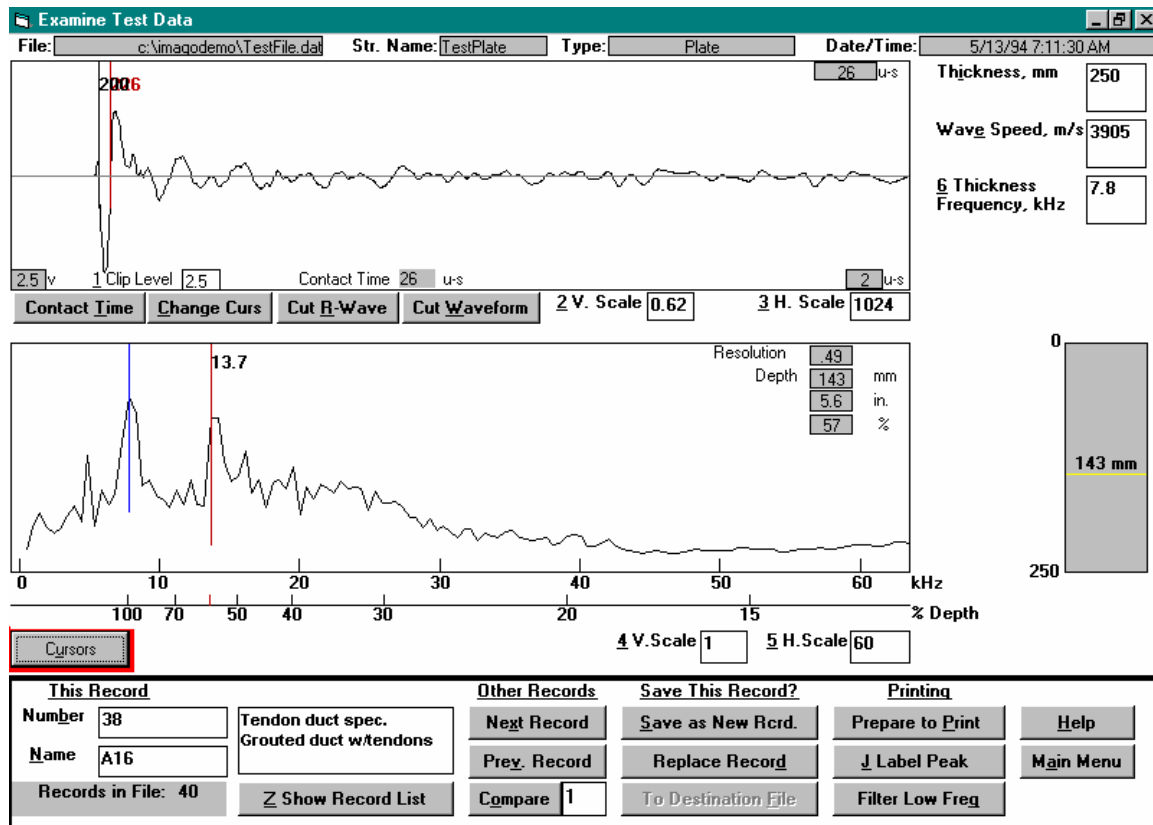 Examine Test Data
File: c:\imagodemo\TestFile.dat Str. Name: TestPlate Type: Plate Date/Time: 5/13/94 7:11:30 AM
26 u-s
Thickness, mm 250
Wave Speed, m/s 3905
6 Thickness Frequency, kHz 7.8
2.5 v 1 Clip Level 2.5 Contact Time 26 u-s 2 u-s
Contact Time Change Curs Cut R-Wave Cut Waveform 2 V. Scale 0.62 3 H. Scale 1024
13.7
Resolution .49
Depth 143 mm
5.6 in.
57 %
0
143 mm
250
0 10 20 30 40 50 60 kHz
100 70 50 40 30 20 15 % Depth
Cursors 4 V.Scale 1 5 H.Scale 60
This Record Other Records Save This Record? Printing
Number 38
Name A16
Records in File: 40
Tendon duct spec.
Grouted duct w/tendons
Z Show Record List
Next Record Save as New Rcrd. Prepare to Print Help
Prev. Record Replace Record J Label Peak Main Menu
Compare 1 To Destination File Filter Low Freq